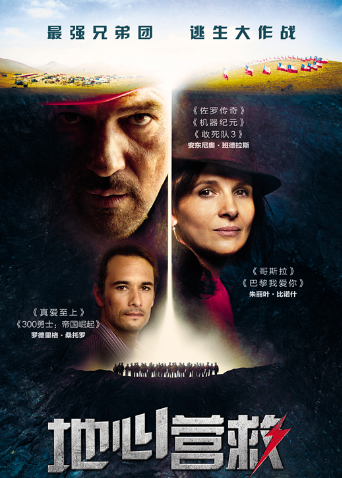 最强兄弟团 逃生大作战
《佐罗传奇》
《机器纪元》
《敢死队3》
安东尼奥·班德拉斯
《哥斯拉》
《巴黎我爱你》
朱丽叶·比诺什
《真爱至上》
《300勇士：帝国崛起》
罗德里格·桑托罗
地心营救